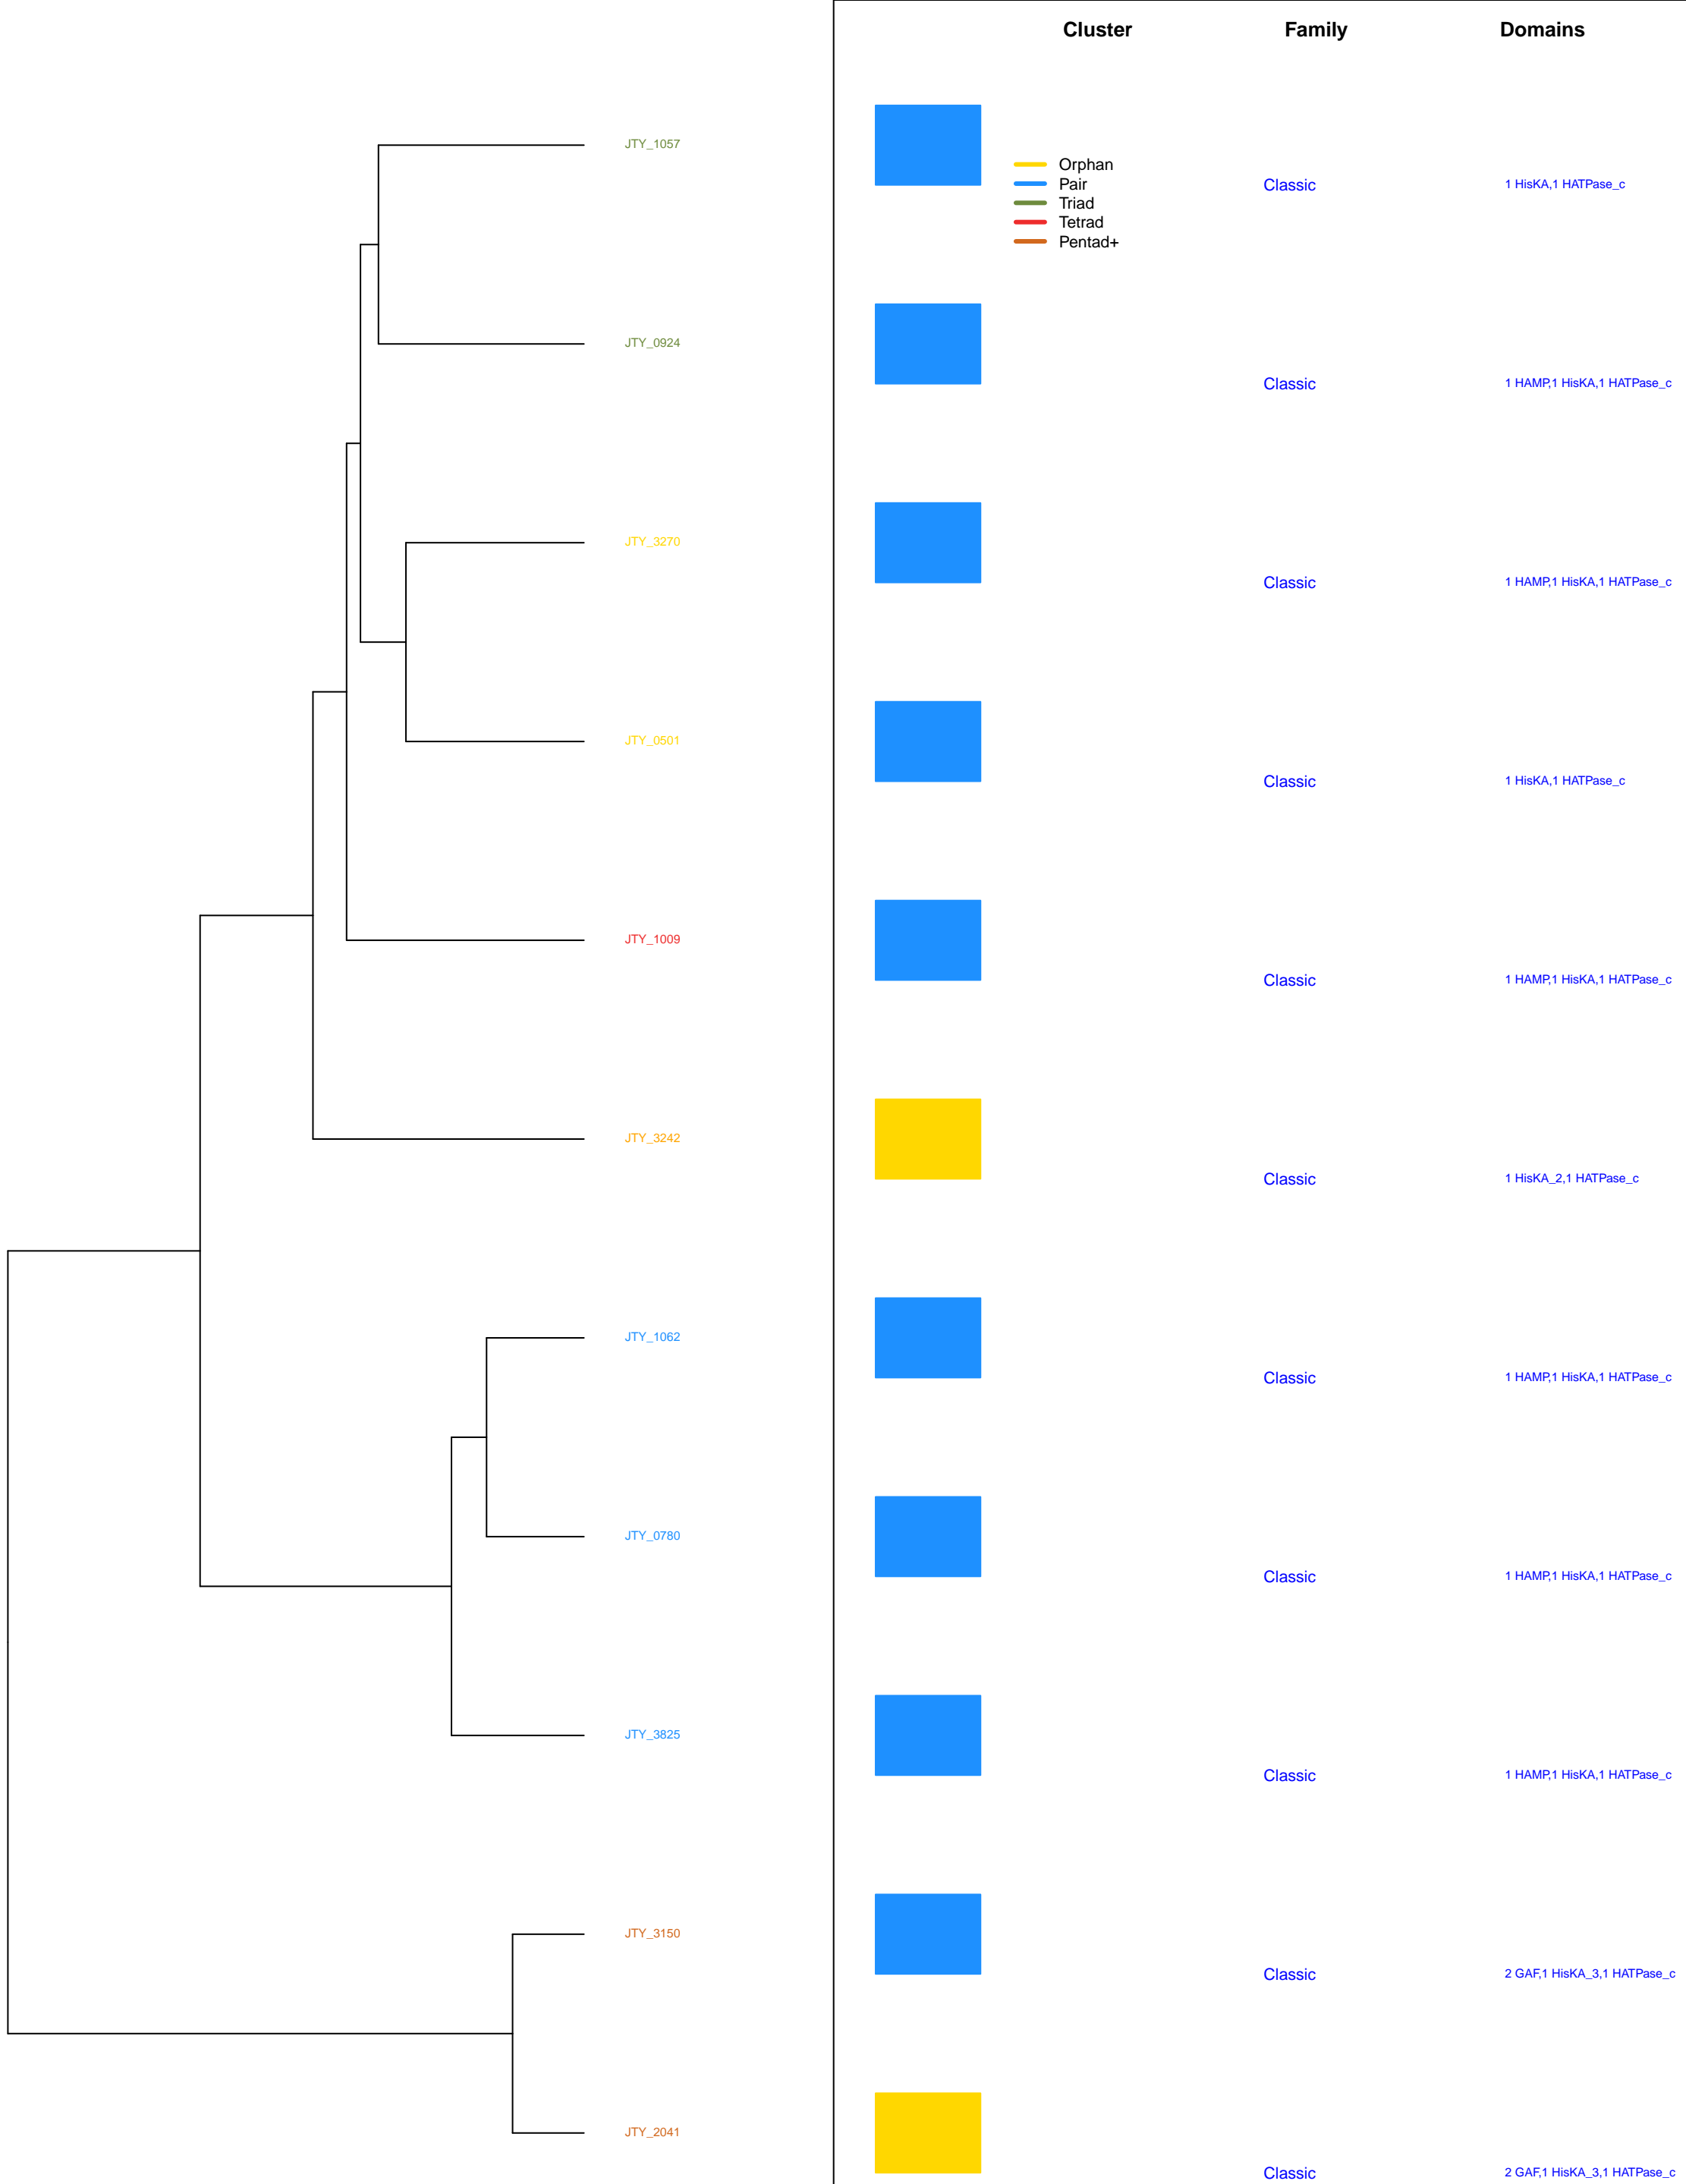 Cluster Family Domains
JTY_1057
Orphan
Pair
Classic 1 HisKA,1 HATPase_c
Triad
Tetrad
Pentad+
JTY_0924
Classic 1 HAMP,1 HisKA,1 HATPase_c
JTY_3270
Classic 1 HAMP,1 HisKA,1 HATPase_c
JTY_0501
Classic 1 HisKA,1 HATPase_c
JTY_1009
Classic 1 HAMP,1 HisKA,1 HATPase_c
JTY_3242
Classic 1 HisKA_2,1 HATPase_c
JTY_1062
Classic 1 HAMP,1 HisKA,1 HATPase_c
JTY_0780
Classic 1 HAMP,1 HisKA,1 HATPase_c
JTY_3825
Classic 1 HAMP,1 HisKA,1 HATPase_c
JTY_3150
Classic 2 GAF,1 HisKA_3,1 HATPase_c
JTY_2041
Classic 2 GAF,1 HisKA_3,1 HATPase_c